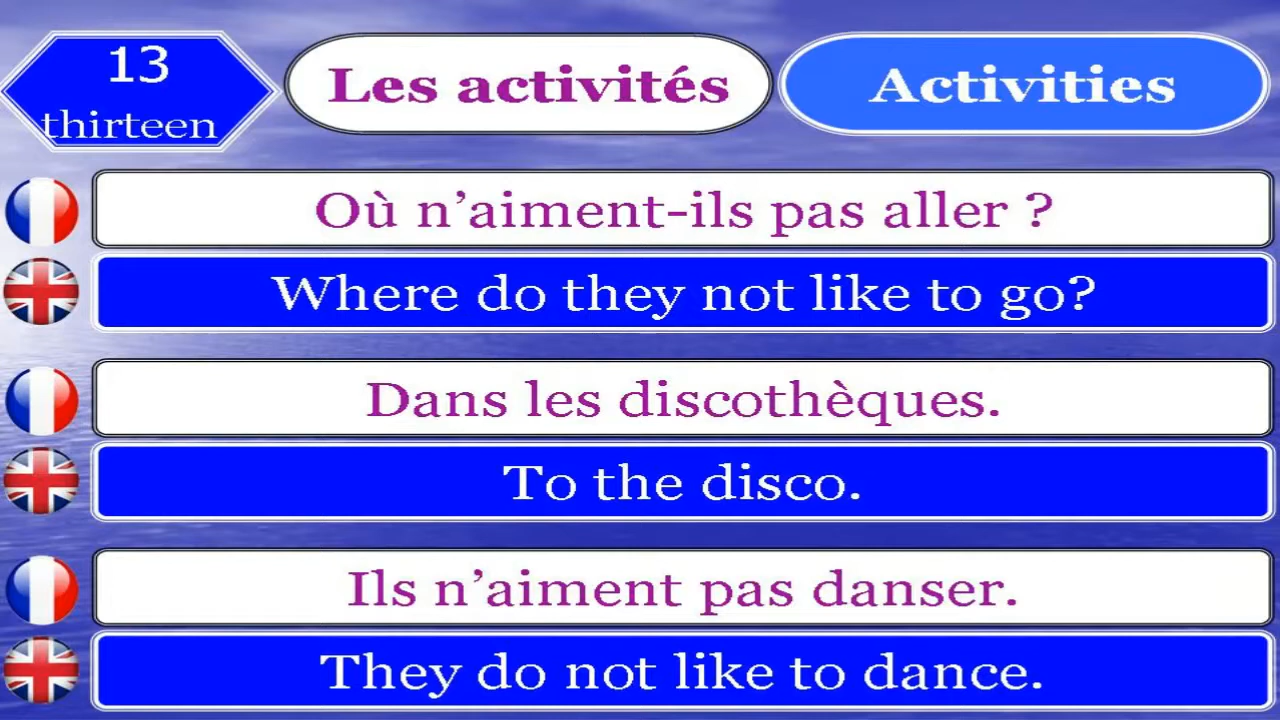 13
thirteen
Les activités
Activities
Où n’aiment-ils pas aller ?
Where do they not like to go?
Dans les discothèques.
To the disco.
Ils n’aiment pas danser.
They do not like to dance.